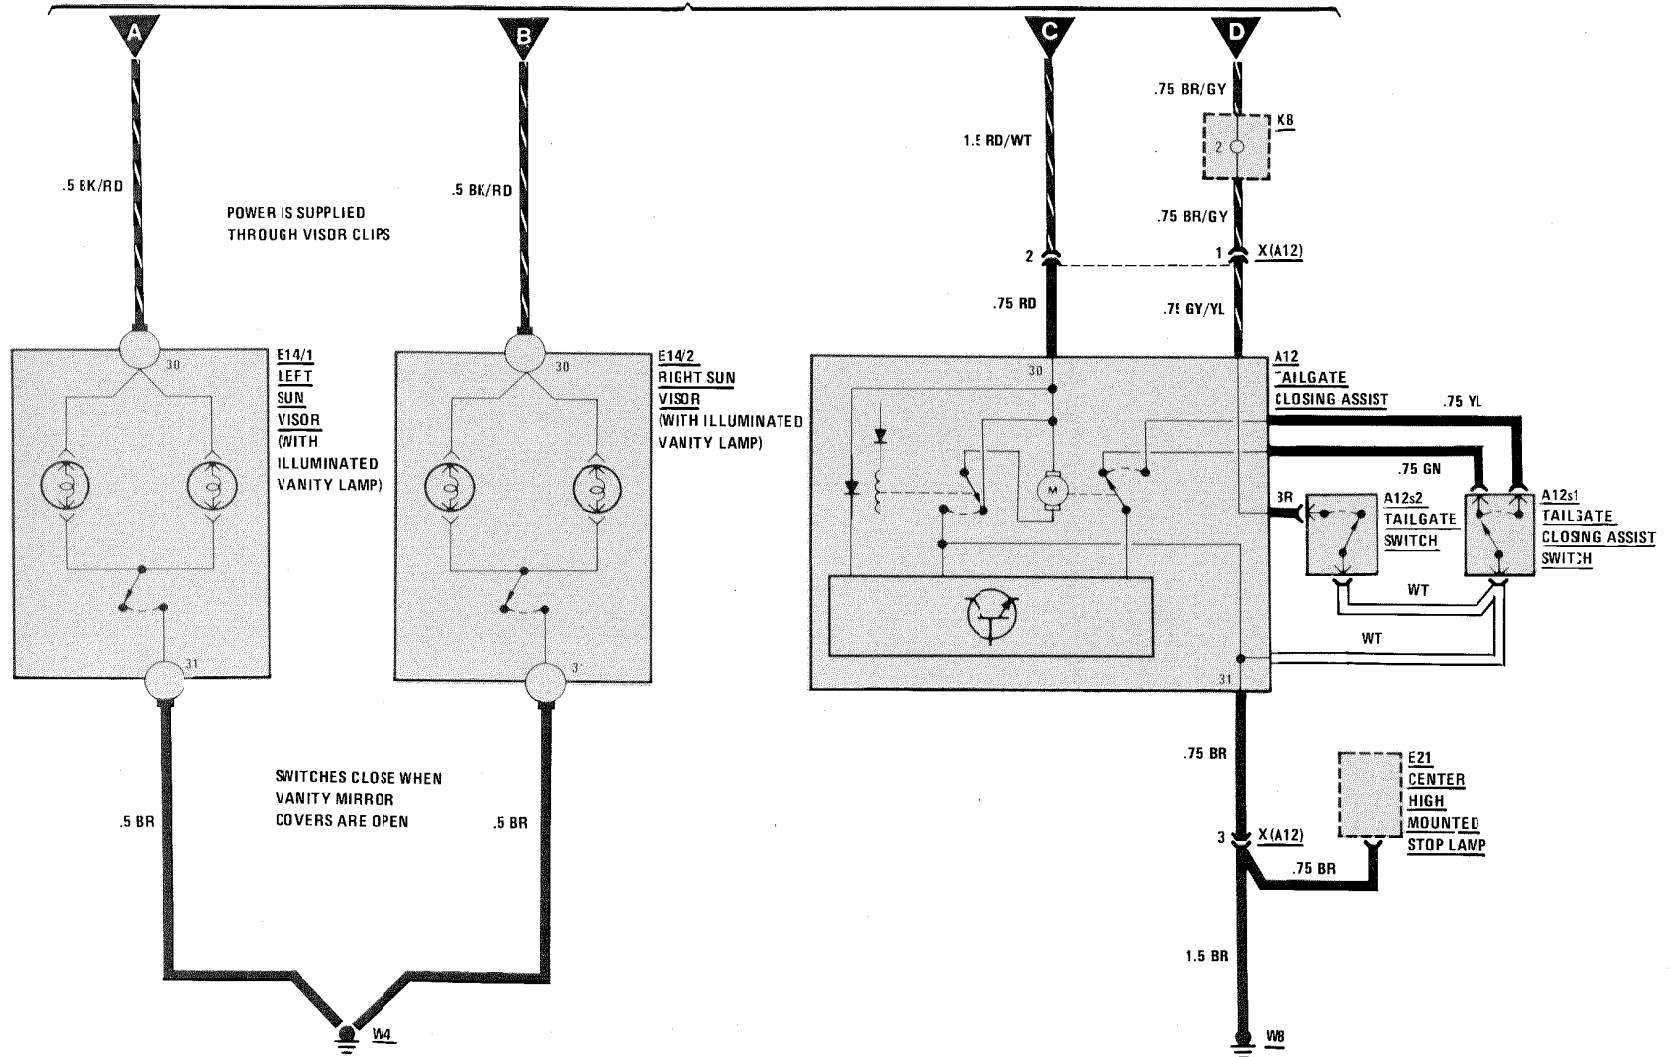 A
B
C
D
.75 BR/GY
K8
1.5 RD/WT
2
.5 BK/RD
.5 BK/RD
POWER IS SUPPLIED
THROUGH VISOR CLIPS
.75 BR/GY
2
1
X(A12)
.75 RD
.75 GY/YL
30
E14/1
LEFT
SUN
VISOR
(WITH
ILLUMINATED
VANITY LAMP)
30
E14/2
RIGHT SUN
VISOR
(WITH ILLUMINATED
VANITY LAMP)
30
A12
TAILGATE
CLOSING ASSIST
.75 YL
.75 GN
M
BR
A12s2
TAILGATE
SWITCH
A12s1
TAILGATE
CLOSING ASSIST
SWITCH
WT
WT
31
31
31
SWITCHES CLOSE WHEN
VANITY MIRROR
COVERS ARE OPEN
.5 BR
.5 BR
.75 BR
E21
CENTER
HIGH
MOUNTED
STOP LAMP
3
X(A12)
.75 BR
1.5 BR
W4
W8